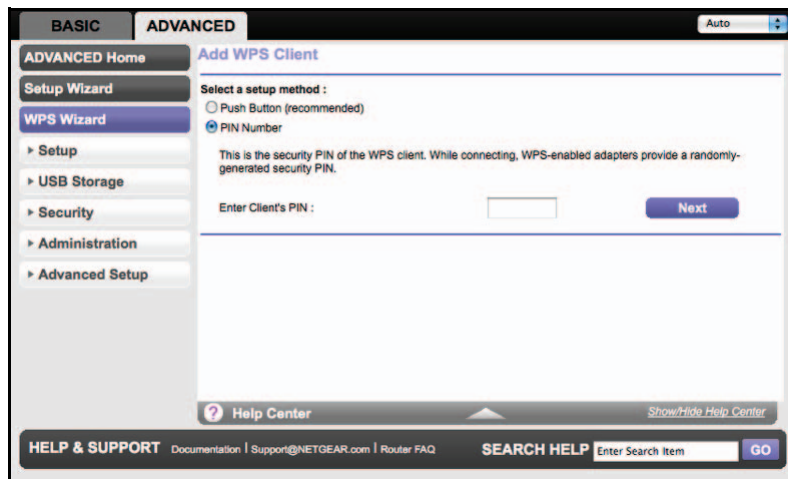 BASIC
ADVANCED
Auto
ADVANCED Home
Setup Wizard
WPS Wizard
Setup
USB Storage
Security
Administration
Advanced Setup
Add WPS Client
Select a setup method :
Push Button (recommended)
PIN Number
This is the security PIN of the WPS client. While connecting, WPS-enabled adapters provide a randomly-
generated security PIN.
Enter Client's PIN :
Next
? Help Center
Show/Hide Help Center
HELP & SUPPORT Documentation | Support@NETGEAR.com | Router FAQ
SEARCH HELP Enter Search Item GO